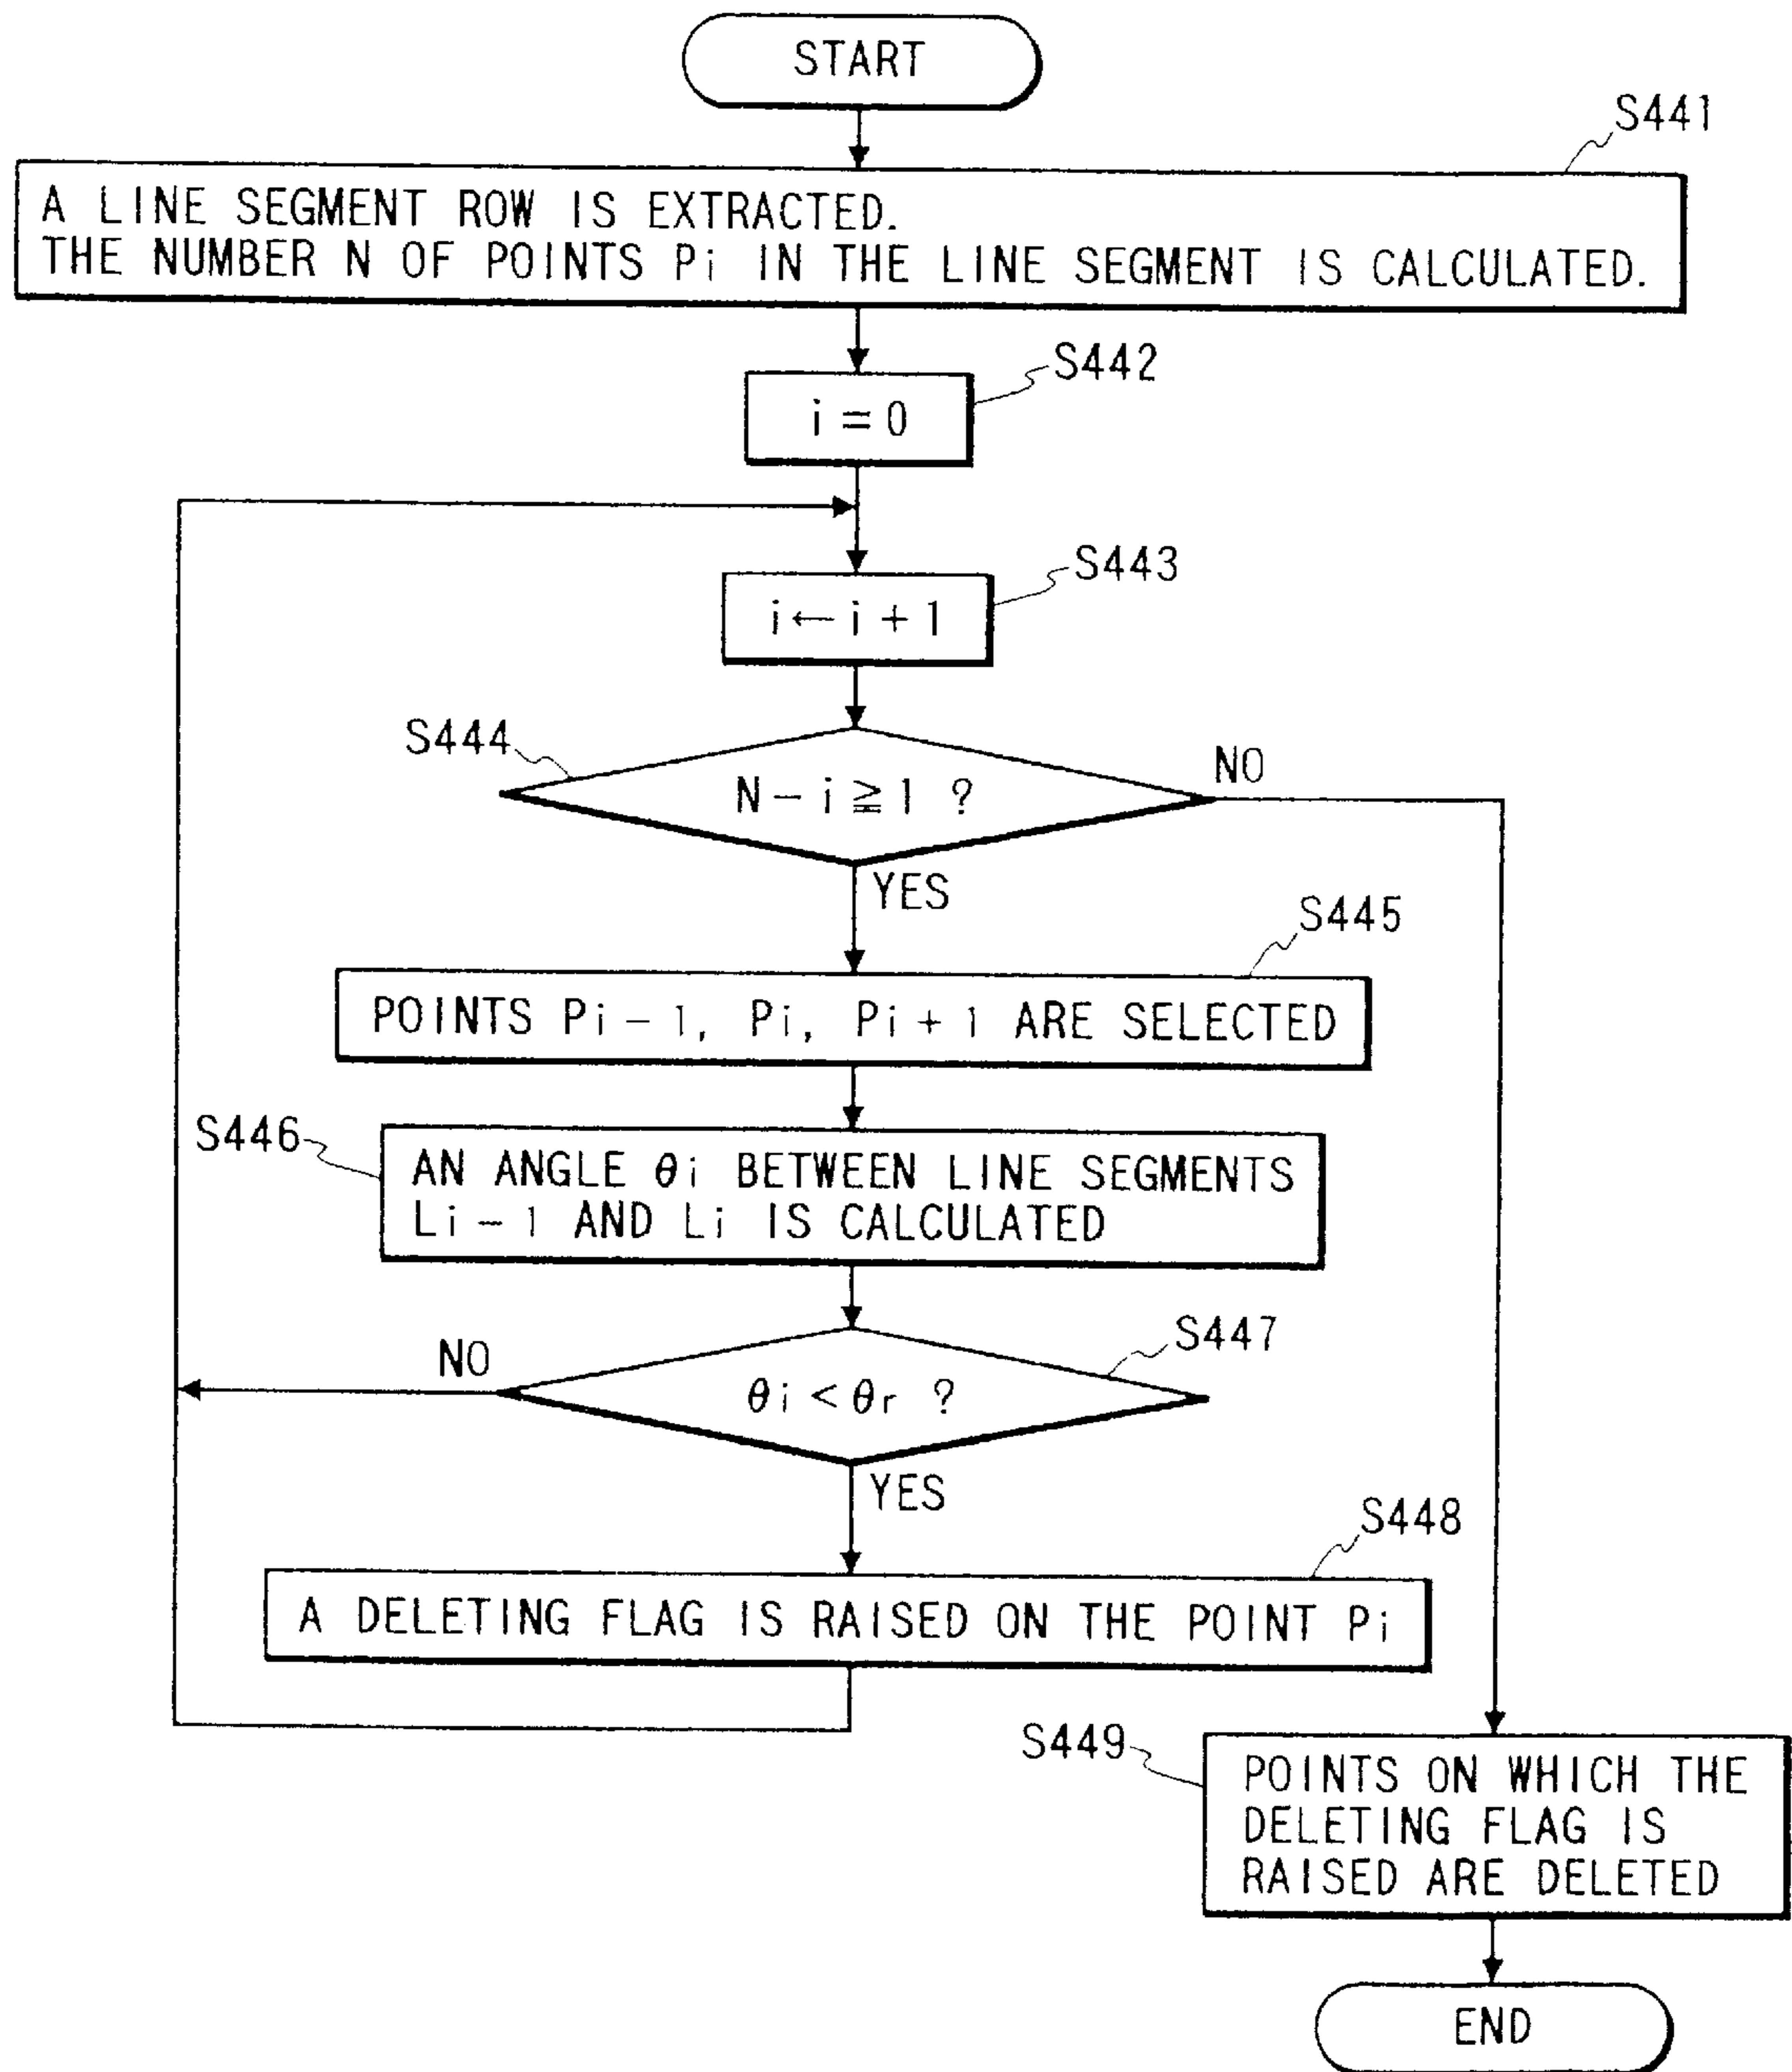 START
S441
A LINE SEGMENT ROW IS EXTRACTED.
THE NUMBER N OF POINTS Pi IN THE LINE SEGMENT IS CALCULATED.
S442
i = 0
S443
i ← i + 1
S444
N - i ≧ 1 ?
NO
YES
S445
POINTS Pi - 1, Pi, Pi + 1 ARE SELECTED
S446
AN ANGLE θi BETWEEN LINE SEGMENTS
Li - 1 AND Li IS CALCULATED
S447
NO
θi < θr ?
YES
S448
A DELETING FLAG IS RAISED ON THE POINT Pi
S449
POINTS ON WHICH THE
DELETING FLAG IS
RAISED ARE DELETED
END